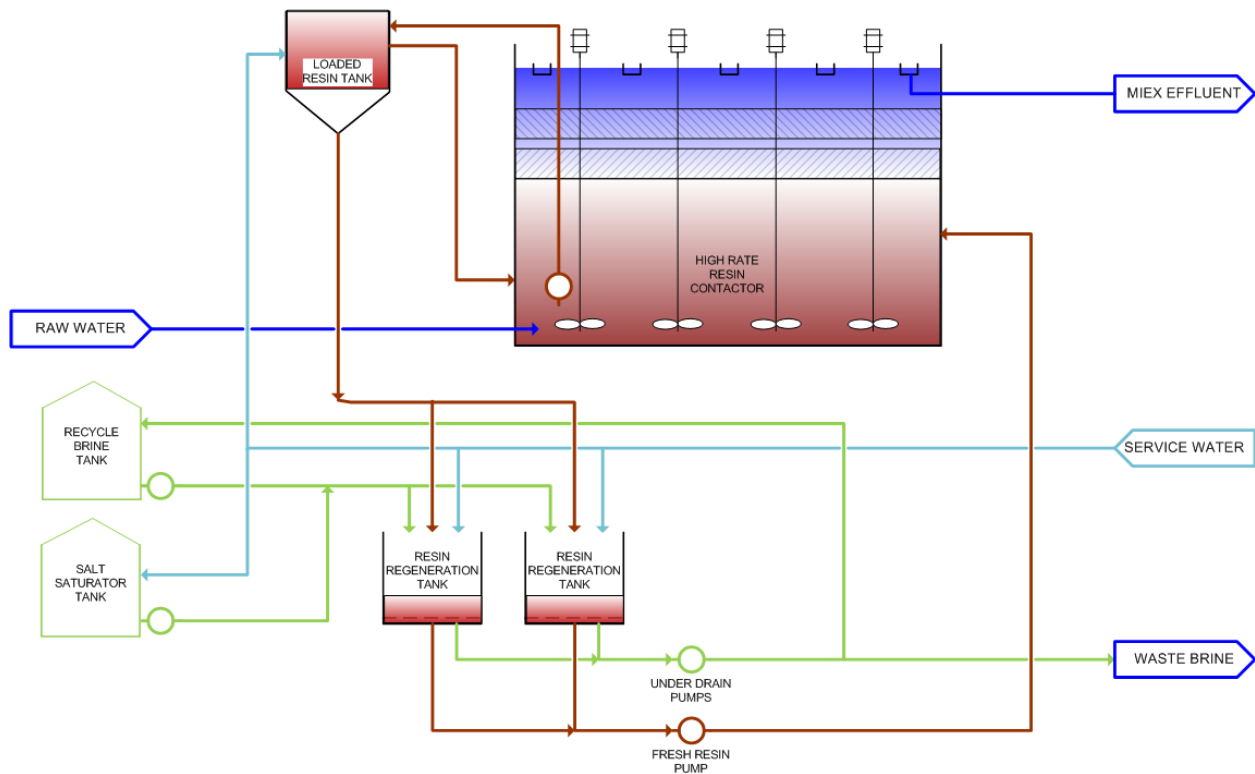 LOADED
RESIN TANK
MIEX EFFLUENT
HIGH RATE
RESIN
CONTACTOR
RAW WATER
RECYCLE
BRINE
TANK
SERVICE WATER
SALT
SATURATOR
TANK
RESIN
REGENERATION
TANK
RESIN
REGENERATION
TANK
WASTE BRINE
UNDER DRAIN
PUMPS
FRESH RESIN
PUMP